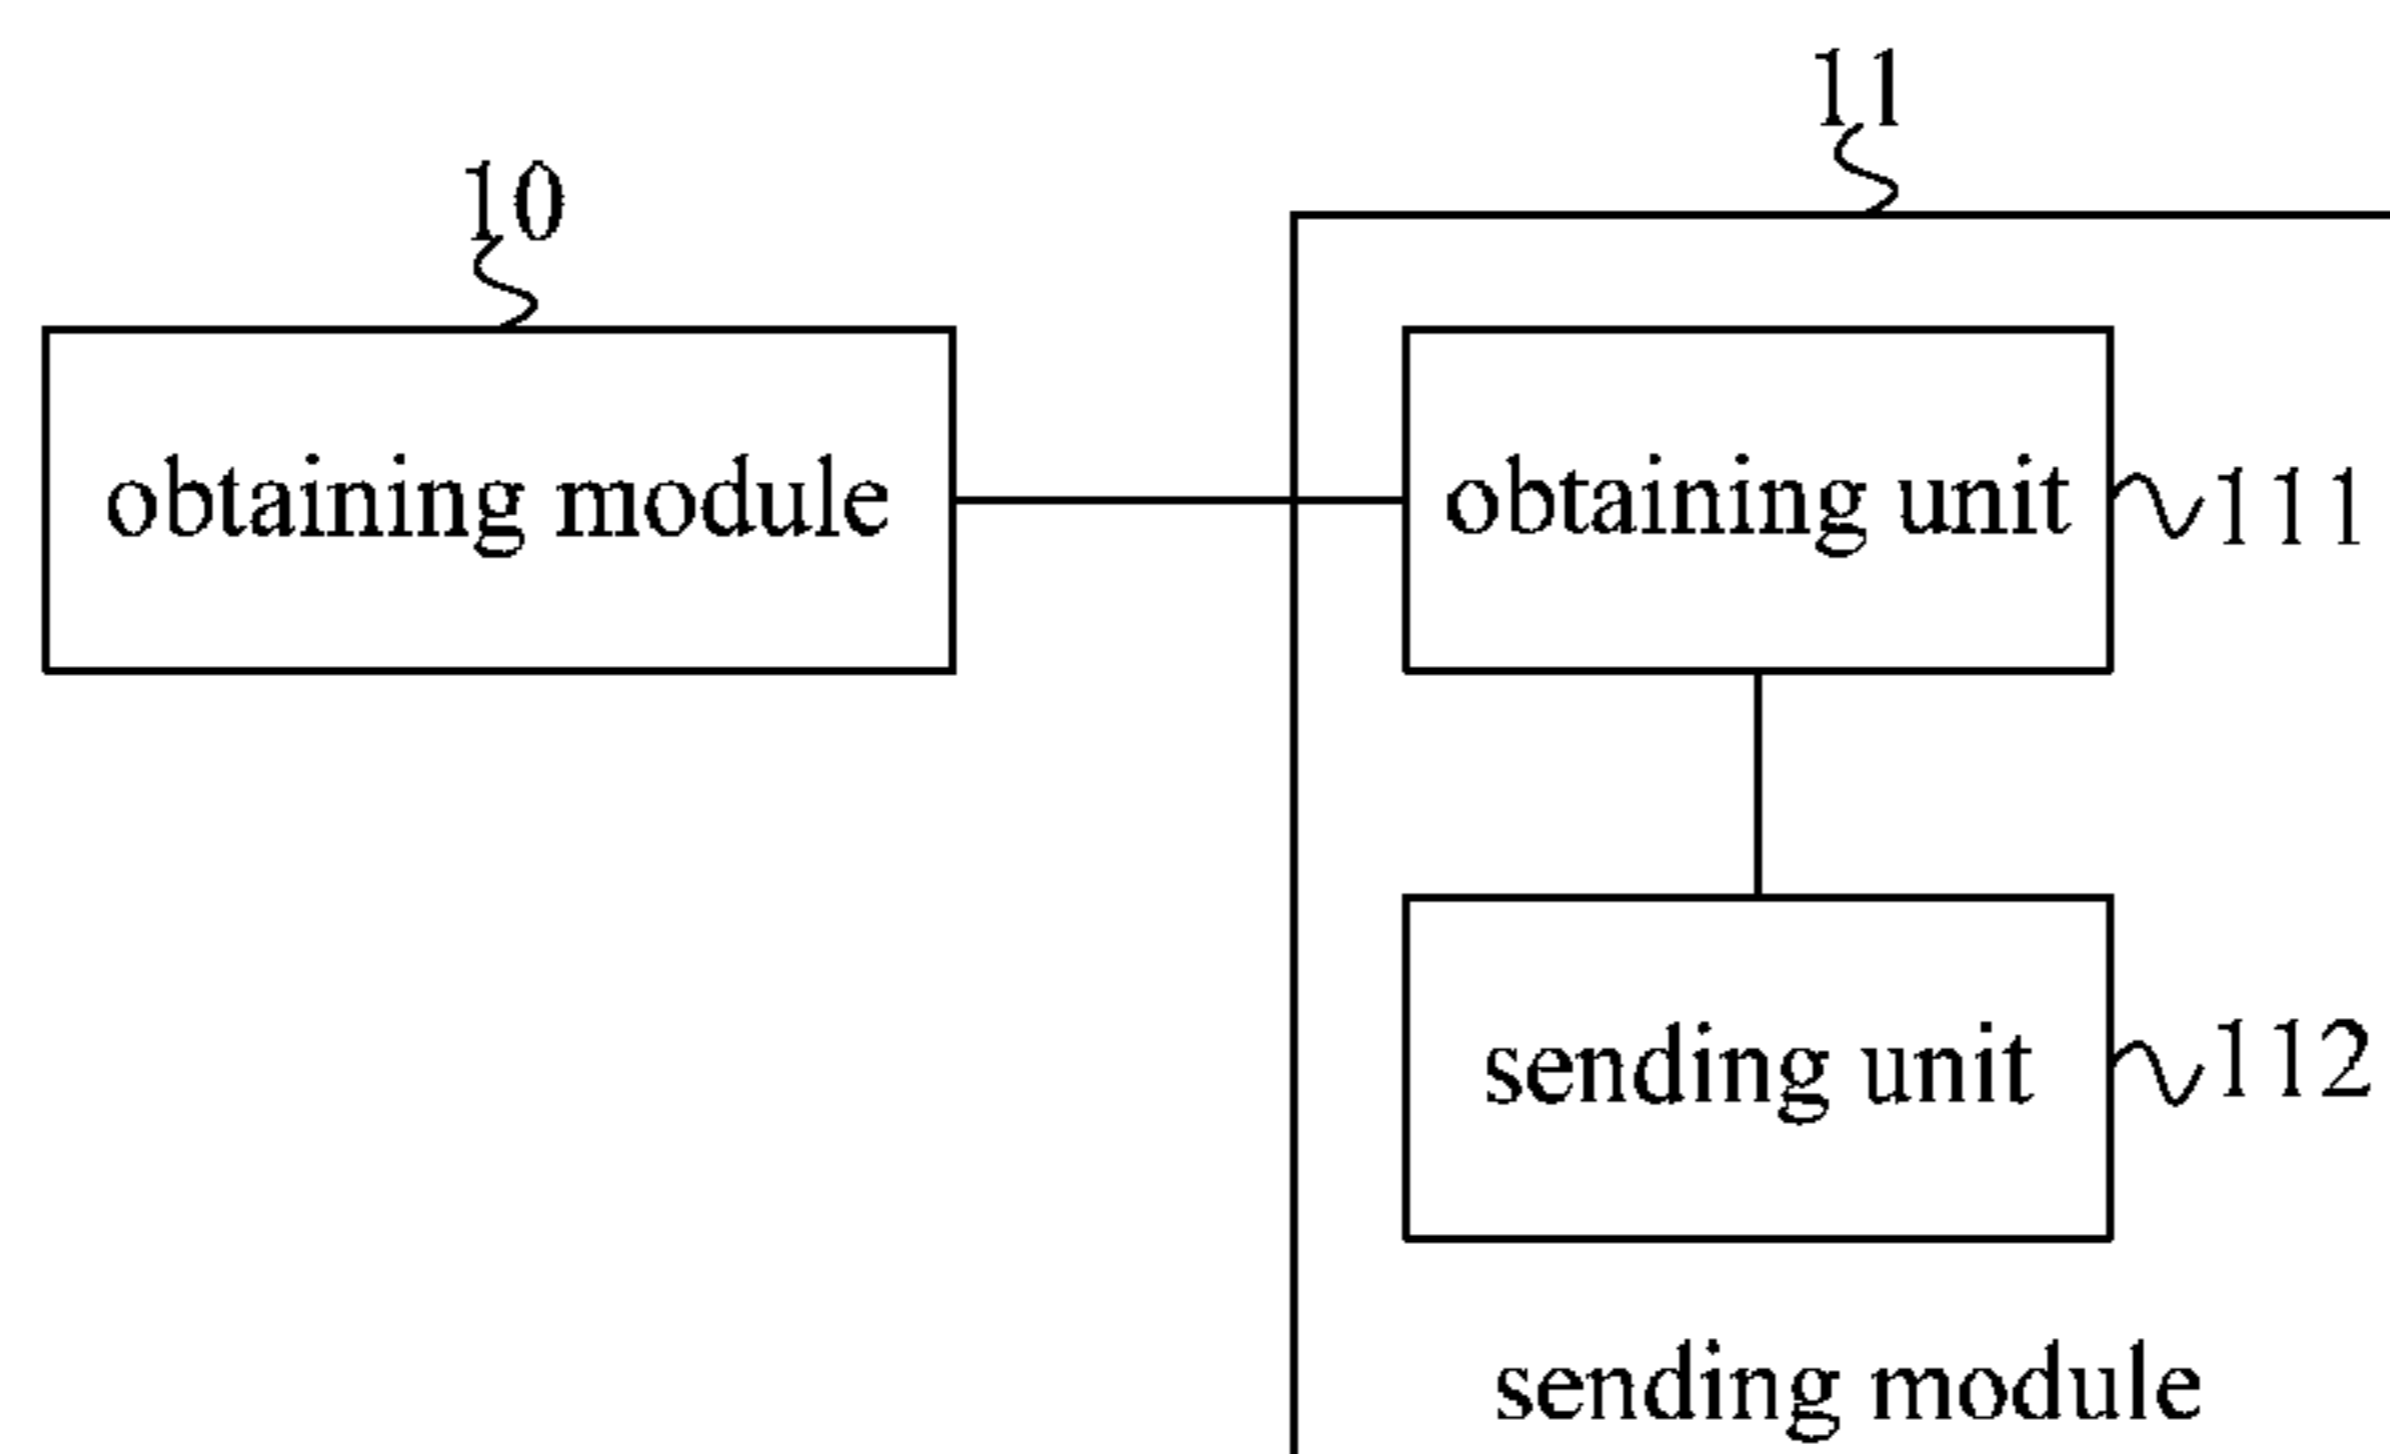 11
10
obtaining module
obtaining unit
111
sending unit
112
sending module